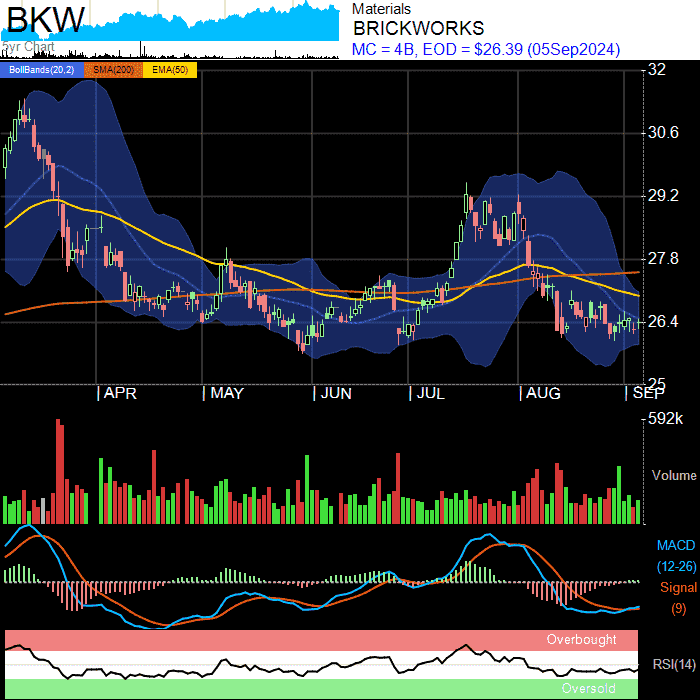 BKW
5yr Chart
Materials
BRICKWORKS
MC = 4B, EOD = $26.39 (05Sep2024)
BollBands(20,2) SMA(200) EMA(50)
32
30.6
29.2
27.8
26.4
25
APR MAY JUN JUL AUG SEP
592k
Volume
MACD
(12-26)
Signal
(9)
Overbought
RSI(14)
Oversold